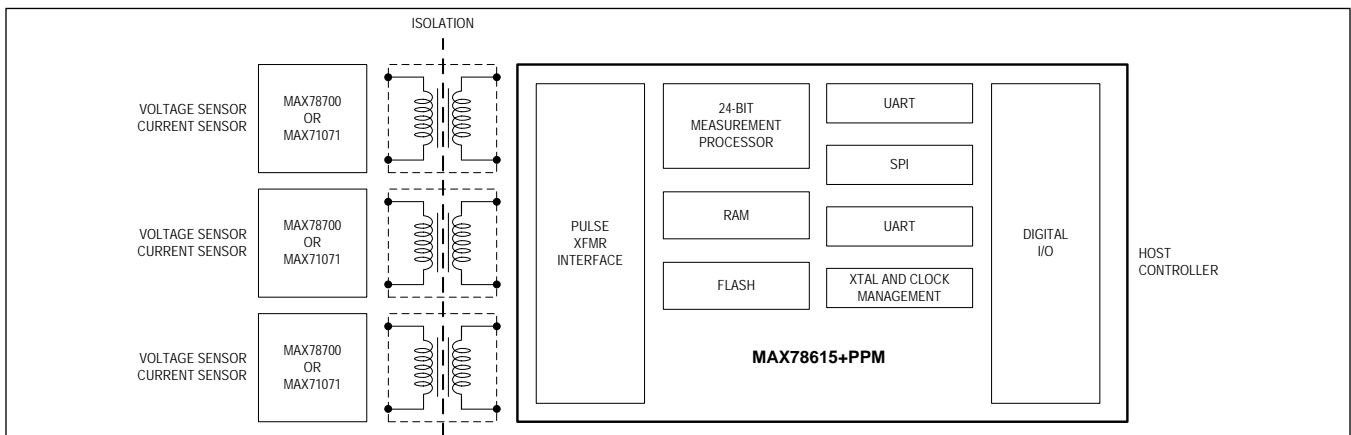 ISOLATION
VOLTAGE SENSOR
CURRENT SENSOR
MAX78700
OR
MAX71071
VOLTAGE SENSOR
CURRENT SENSOR
MAX78700
OR
MAX71071
VOLTAGE SENSOR
CURRENT SENSOR
MAX78700
OR
MAX71071
PULSE
XFMR
INTERFACE
24-BIT
MEASUREMENT
PROCESSOR
RAM
FLASH
UART
SPI
UART
XTAL AND CLOCK
MANAGEMENT
MAX78615+PPM
DIGITAL
I/O
HOST
CONTROLLER